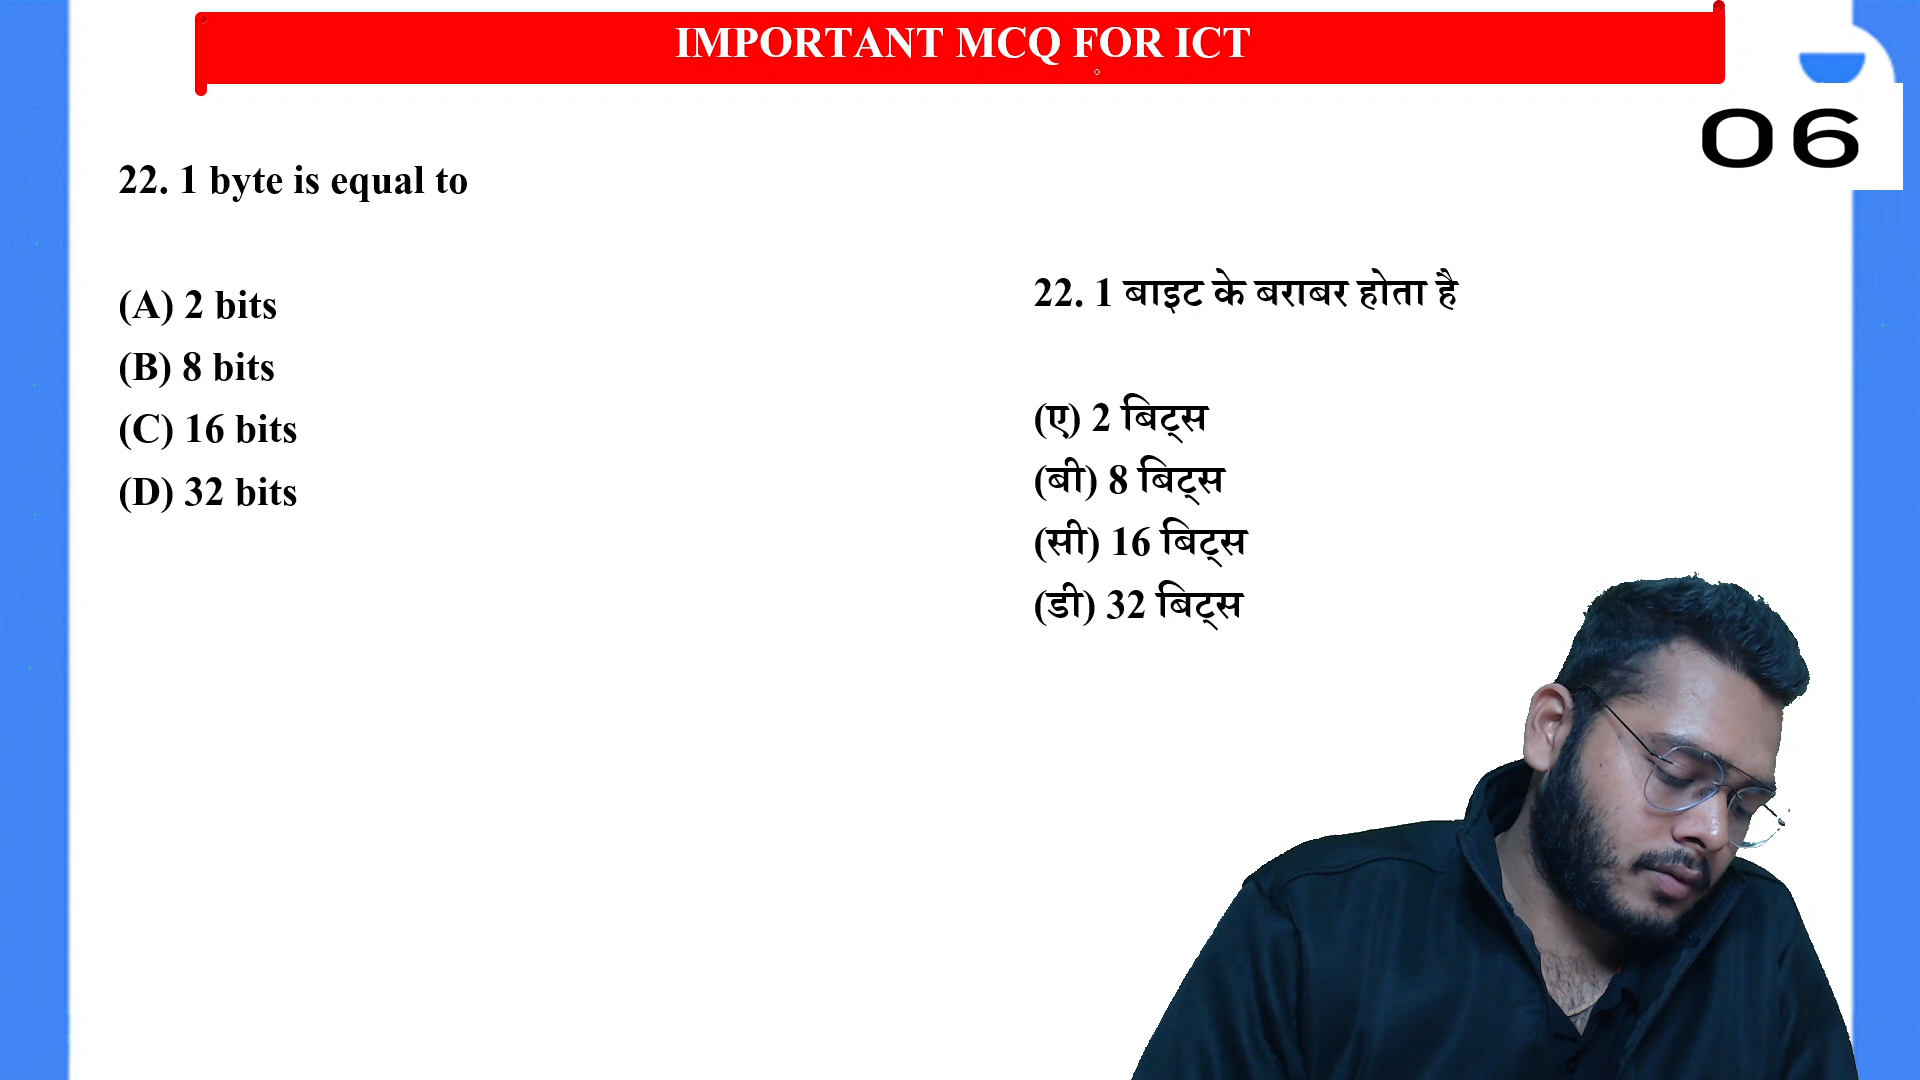 IMPORTANT MCQ FOR ICT
06
22. 1 byte is equal to
(A) 2 bits
(B) 8 bits
(C) 16 bits
(D) 32 bits
22. 1 बाइट के बराबर होता है
(ए) 2 बिट्स
(बी) 8 बिट्स
(सी) 16 बिट्स
(डी) 32 बिट्स